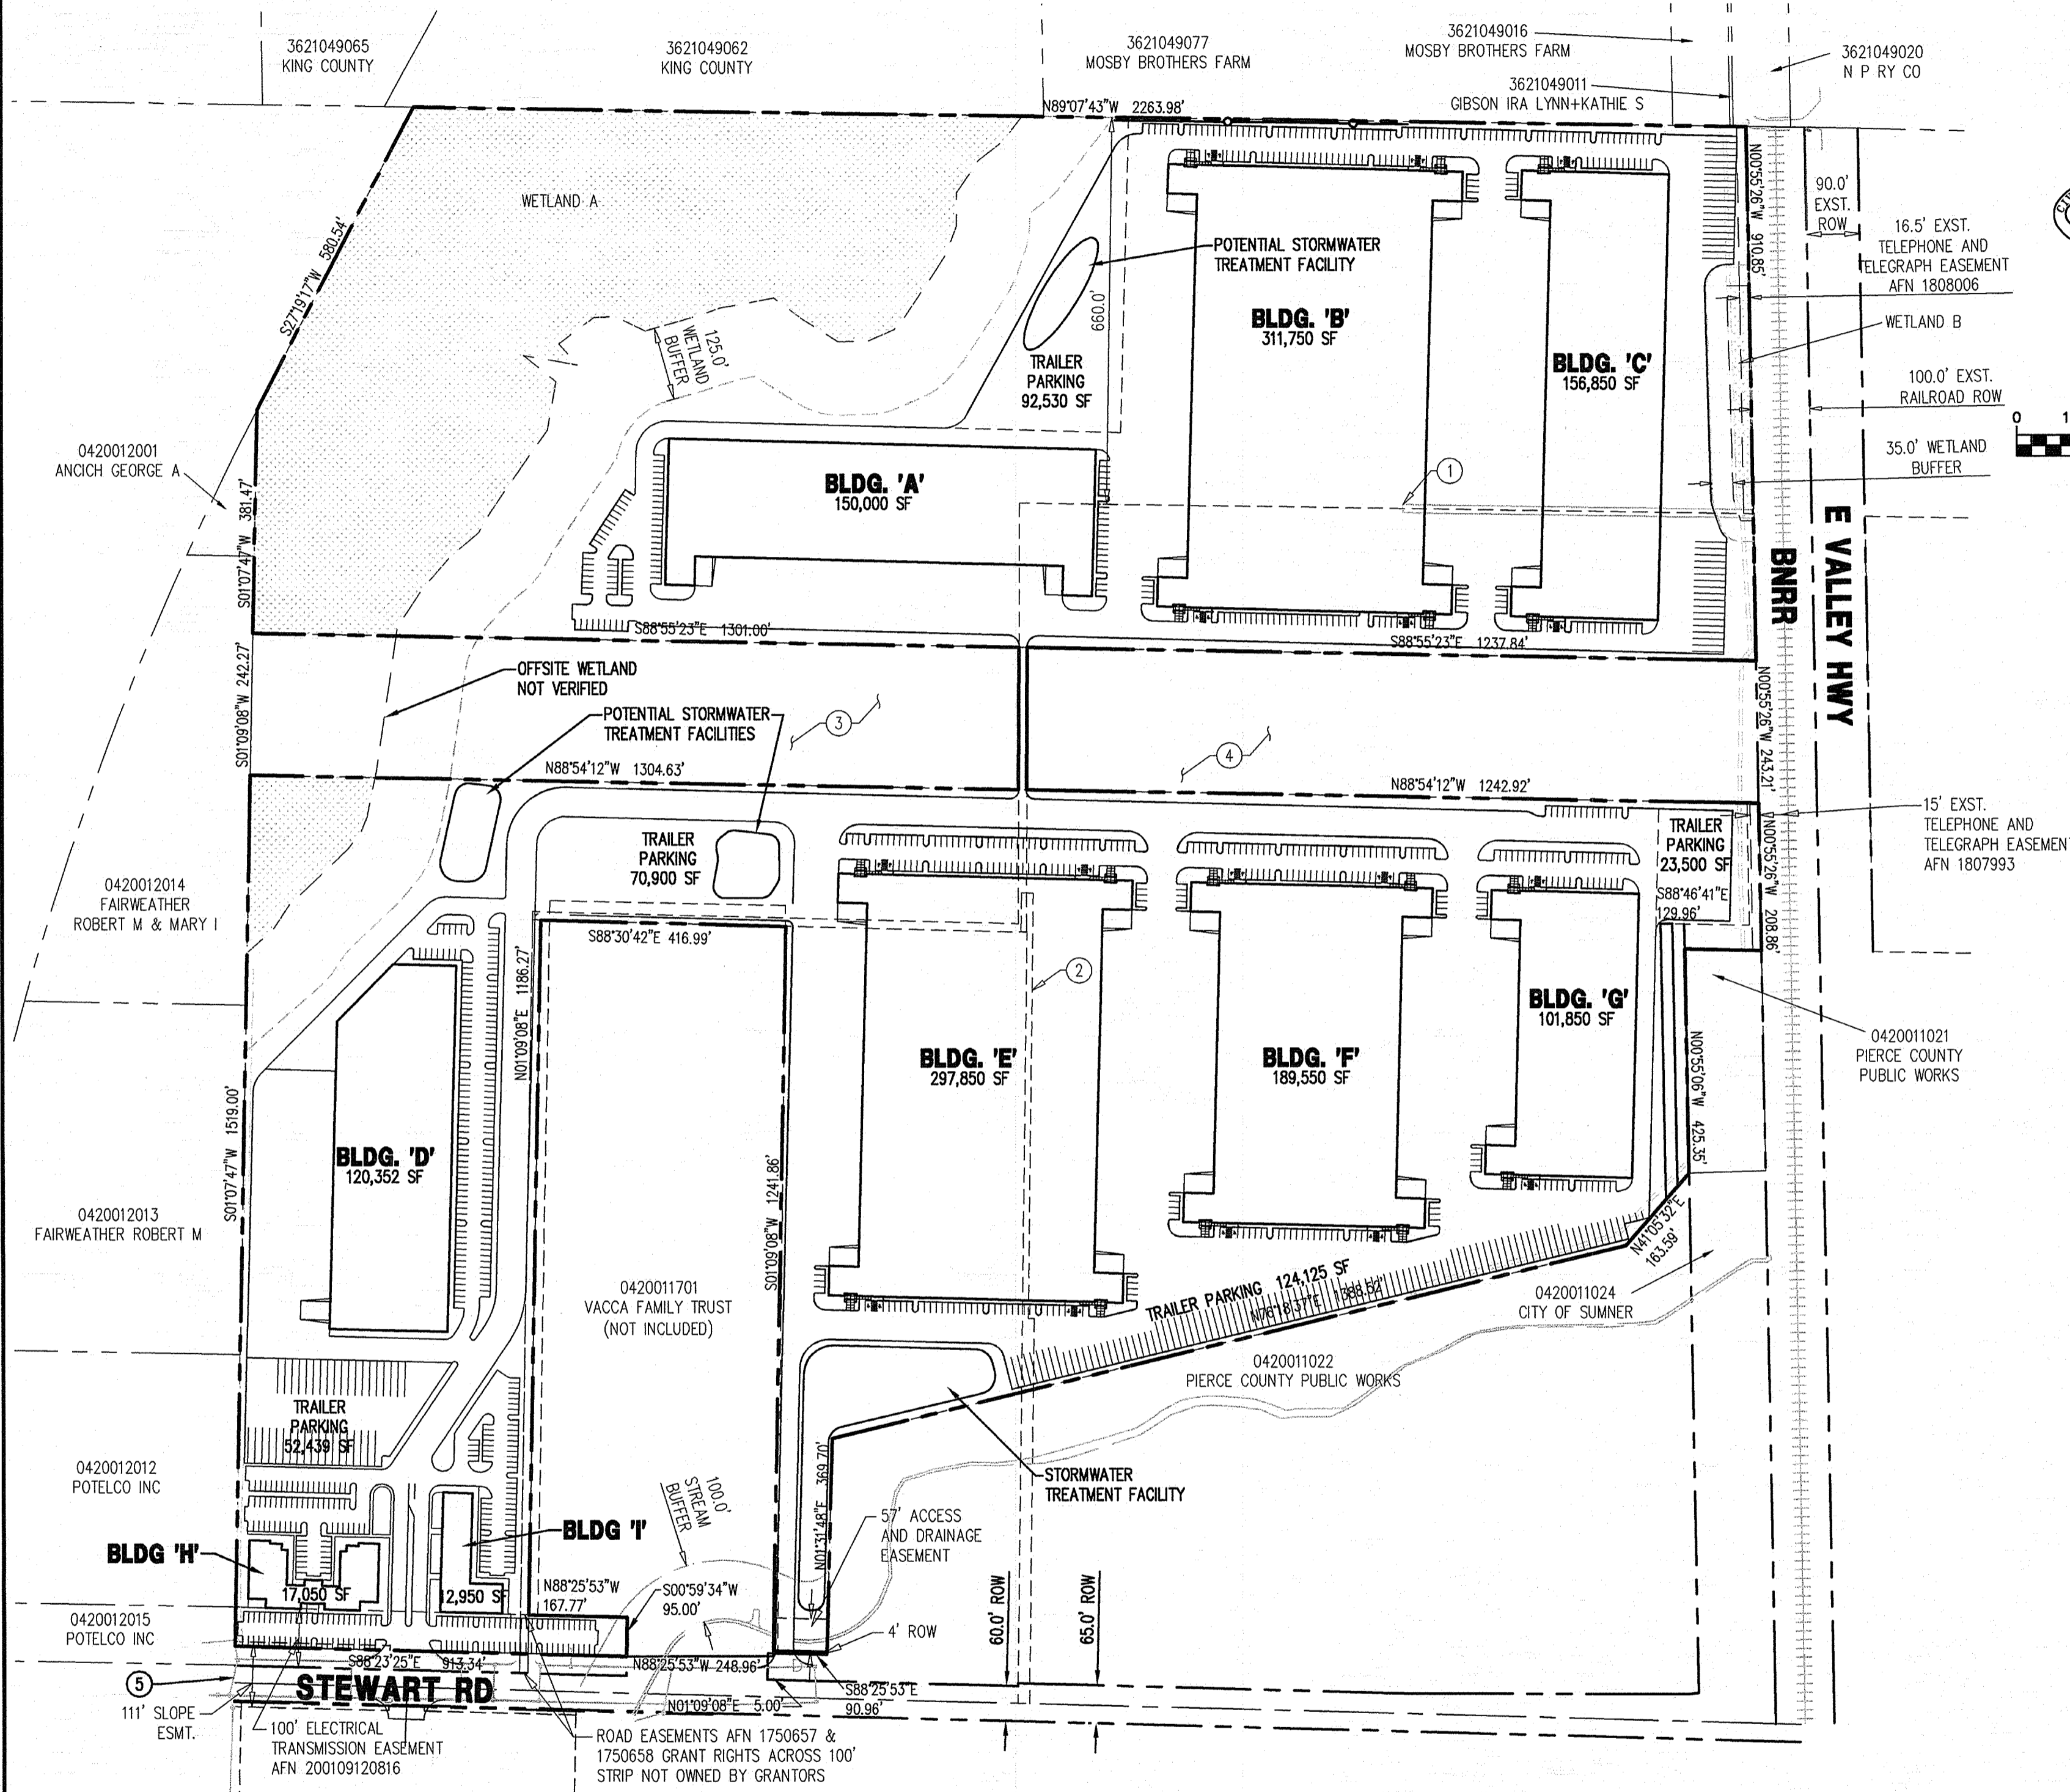 3621049065
KING COUNTY
3621049062
KING COUNTY
3621049077
MOSBY BROTHERS FARM
3621049016
MOSBY BROTHERS FARM
3621049020
N P RY CO
3621049011
GIBSON IRA LYNN+KATHIE S
N89°07'43"W 2263.98'
WETLAND A
S27°19'17"W 580.54'
125.0'
WETLAND
BUFFER
POTENTIAL STORMWATER
TREATMENT FACILITY
660.0'
TRAILER
PARKING
92,530 SF
BLDG. 'B'
311,750 SF
BLDG. 'C'
156,850 SF
N00°55'26"W 910.85'
90.0'
EXST.
ROW
16.5' EXST.
TELEPHONE AND
TELEGRAPH EASEMENT
AFN 1808006
WETLAND B
100.0' EXST.
RAILROAD ROW
0 1
35.0' WETLAND
BUFFER
0420012001
ANCICH GEORGE A
S01°07'47"W 381.47'
BLDG. 'A'
150,000 SF
1
BNRR
E VALLEY HWY
S88°55'23"E 1301.00'
S88°55'23"E 1237.84'
S01°09'08"W 242.27'
OFFSITE WETLAND
NOT VERIFIED
POTENTIAL STORMWATER
TREATMENT FACILITIES
3
4
N00°55'26"W 243.21'
N88°54'12"W 1304.63'
N88°54'12"W 1242.92'
15' EXST.
TELEPHONE AND
TELEGRAPH EASEMENT
AFN 1807993
TRAILER
PARKING
70,900 SF
TRAILER
PARKING
23,500 SF
S88°46'41"E
129.96'
N00°55'26"W 208.86'
0420012014
FAIRWEATHER
ROBERT M & MARY I
S88°30'42"E 416.99'
N01°09'08"E 1186.27'
2
BLDG. 'E'
297,850 SF
BLDG. 'F'
189,550 SF
BLDG. 'G'
101,850 SF
0420011021
PIERCE COUNTY
PUBLIC WORKS
N00°55'06"W 425.35'
S01°07'47"W 1519.00'
BLDG. 'D'
120,352 SF
S01°09'08"W 1241.86'
0420012013
FAIRWEATHER ROBERT M
0420011701
VACCA FAMILY TRUST
(NOT INCLUDED)
TRAILER PARKING 124,125 SF
N76°18'37"E 1388.52'
N41°05'32"E
163.59'
0420011024
CITY OF SUMNER
0420011022
PIERCE COUNTY PUBLIC WORKS
TRAILER
PARKING
52,439 SF
0420012012
POTELCO INC
N01°31'48"E 369.70'
STORMWATER
TREATMENT FACILITY
100.0'
STREAM
BUFFER
57' ACCESS
AND DRAINAGE
EASEMENT
BLDG 'H'
17,050 SF
BLDG 'I'
12,950 SF
N88°25'53"W
167.77'
S00°59'34"W
95.00'
0420012015
POTELCO INC
4' ROW
60.0' ROW
65.0' ROW
S88°23'25"E 913.34'
N88°25'53"W 248.96'
5
STEWART RD
N01°09'08"E 5.00'
S88°25'53"E
90.96'
111' SLOPE
ESMT.
100' ELECTRICAL
TRANSMISSION EASEMENT
AFN 200109120816
ROAD EASEMENTS AFN 1750657 &
1750658 GRANT RIGHTS ACROSS 100'
STRIP NOT OWNED BY GRANTORS